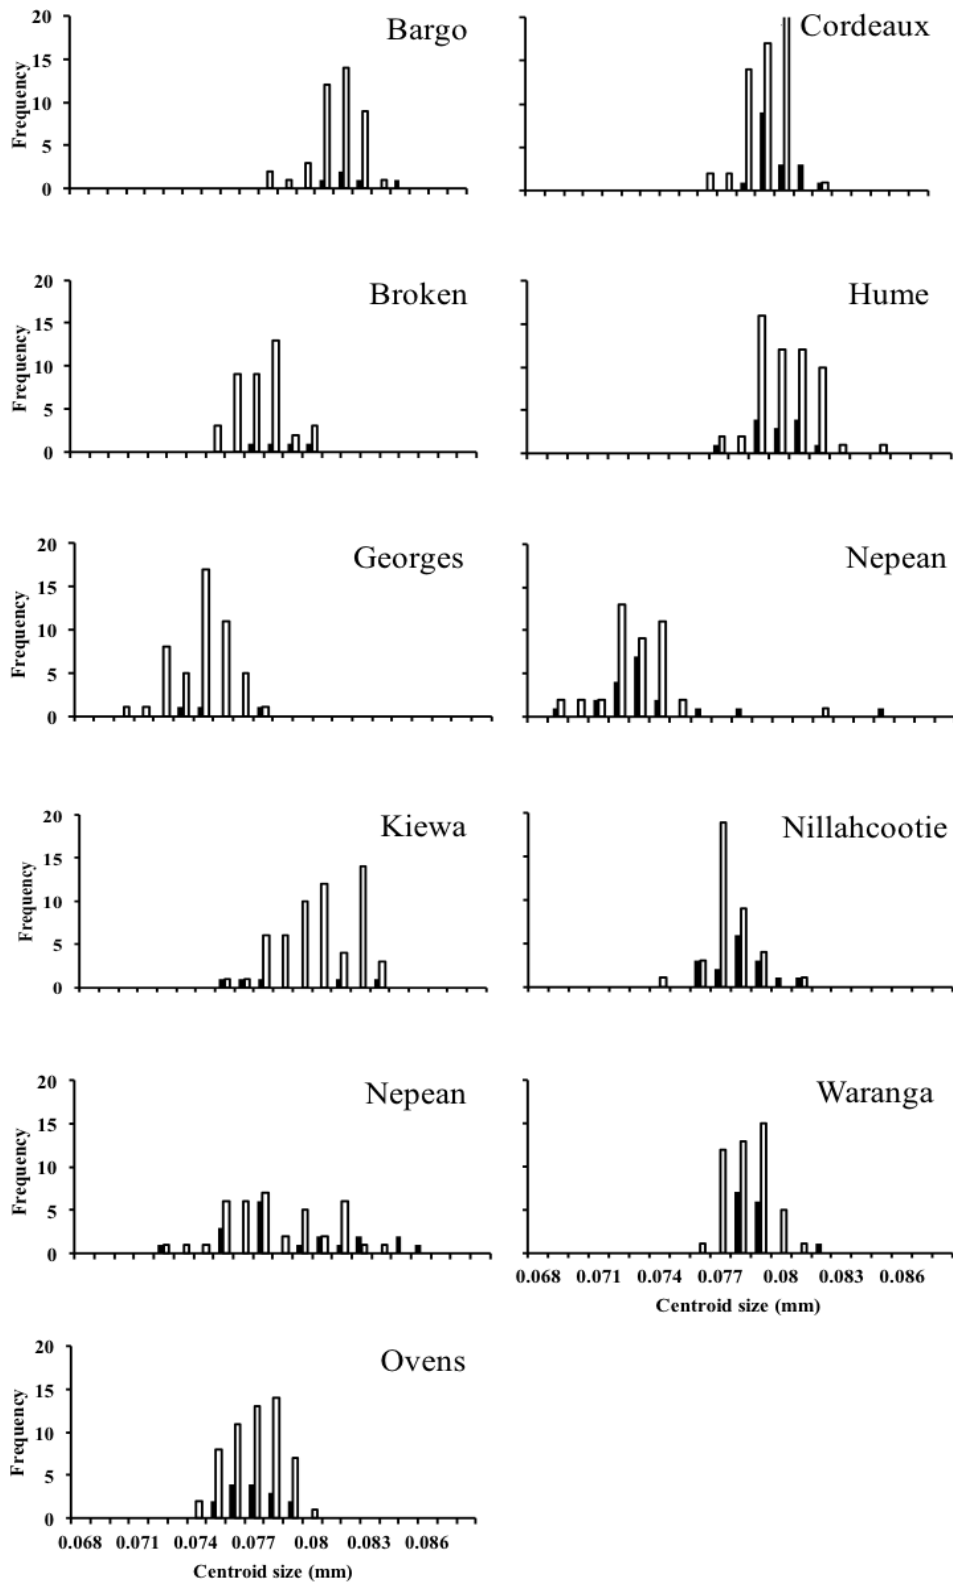 Bargo
20
15
10
5
0
Frequency
Cordeaux
Broken
20
15
10
5
0
Frequency
Hume
Georges
20
15
10
5
0
Frequency
Nepean
Kiewa
20
15
10
5
0
Frequency
Nillahcootie
Nepean
20
15
10
5
0
Frequency
Waranga
0.068 0.071 0.074 0.077 0.08 0.083 0.086
Centroid size (mm)
Ovens
20
15
10
5
0
Frequency
0.068 0.071 0.074 0.077 0.08 0.083 0.086
Centroid size (mm)